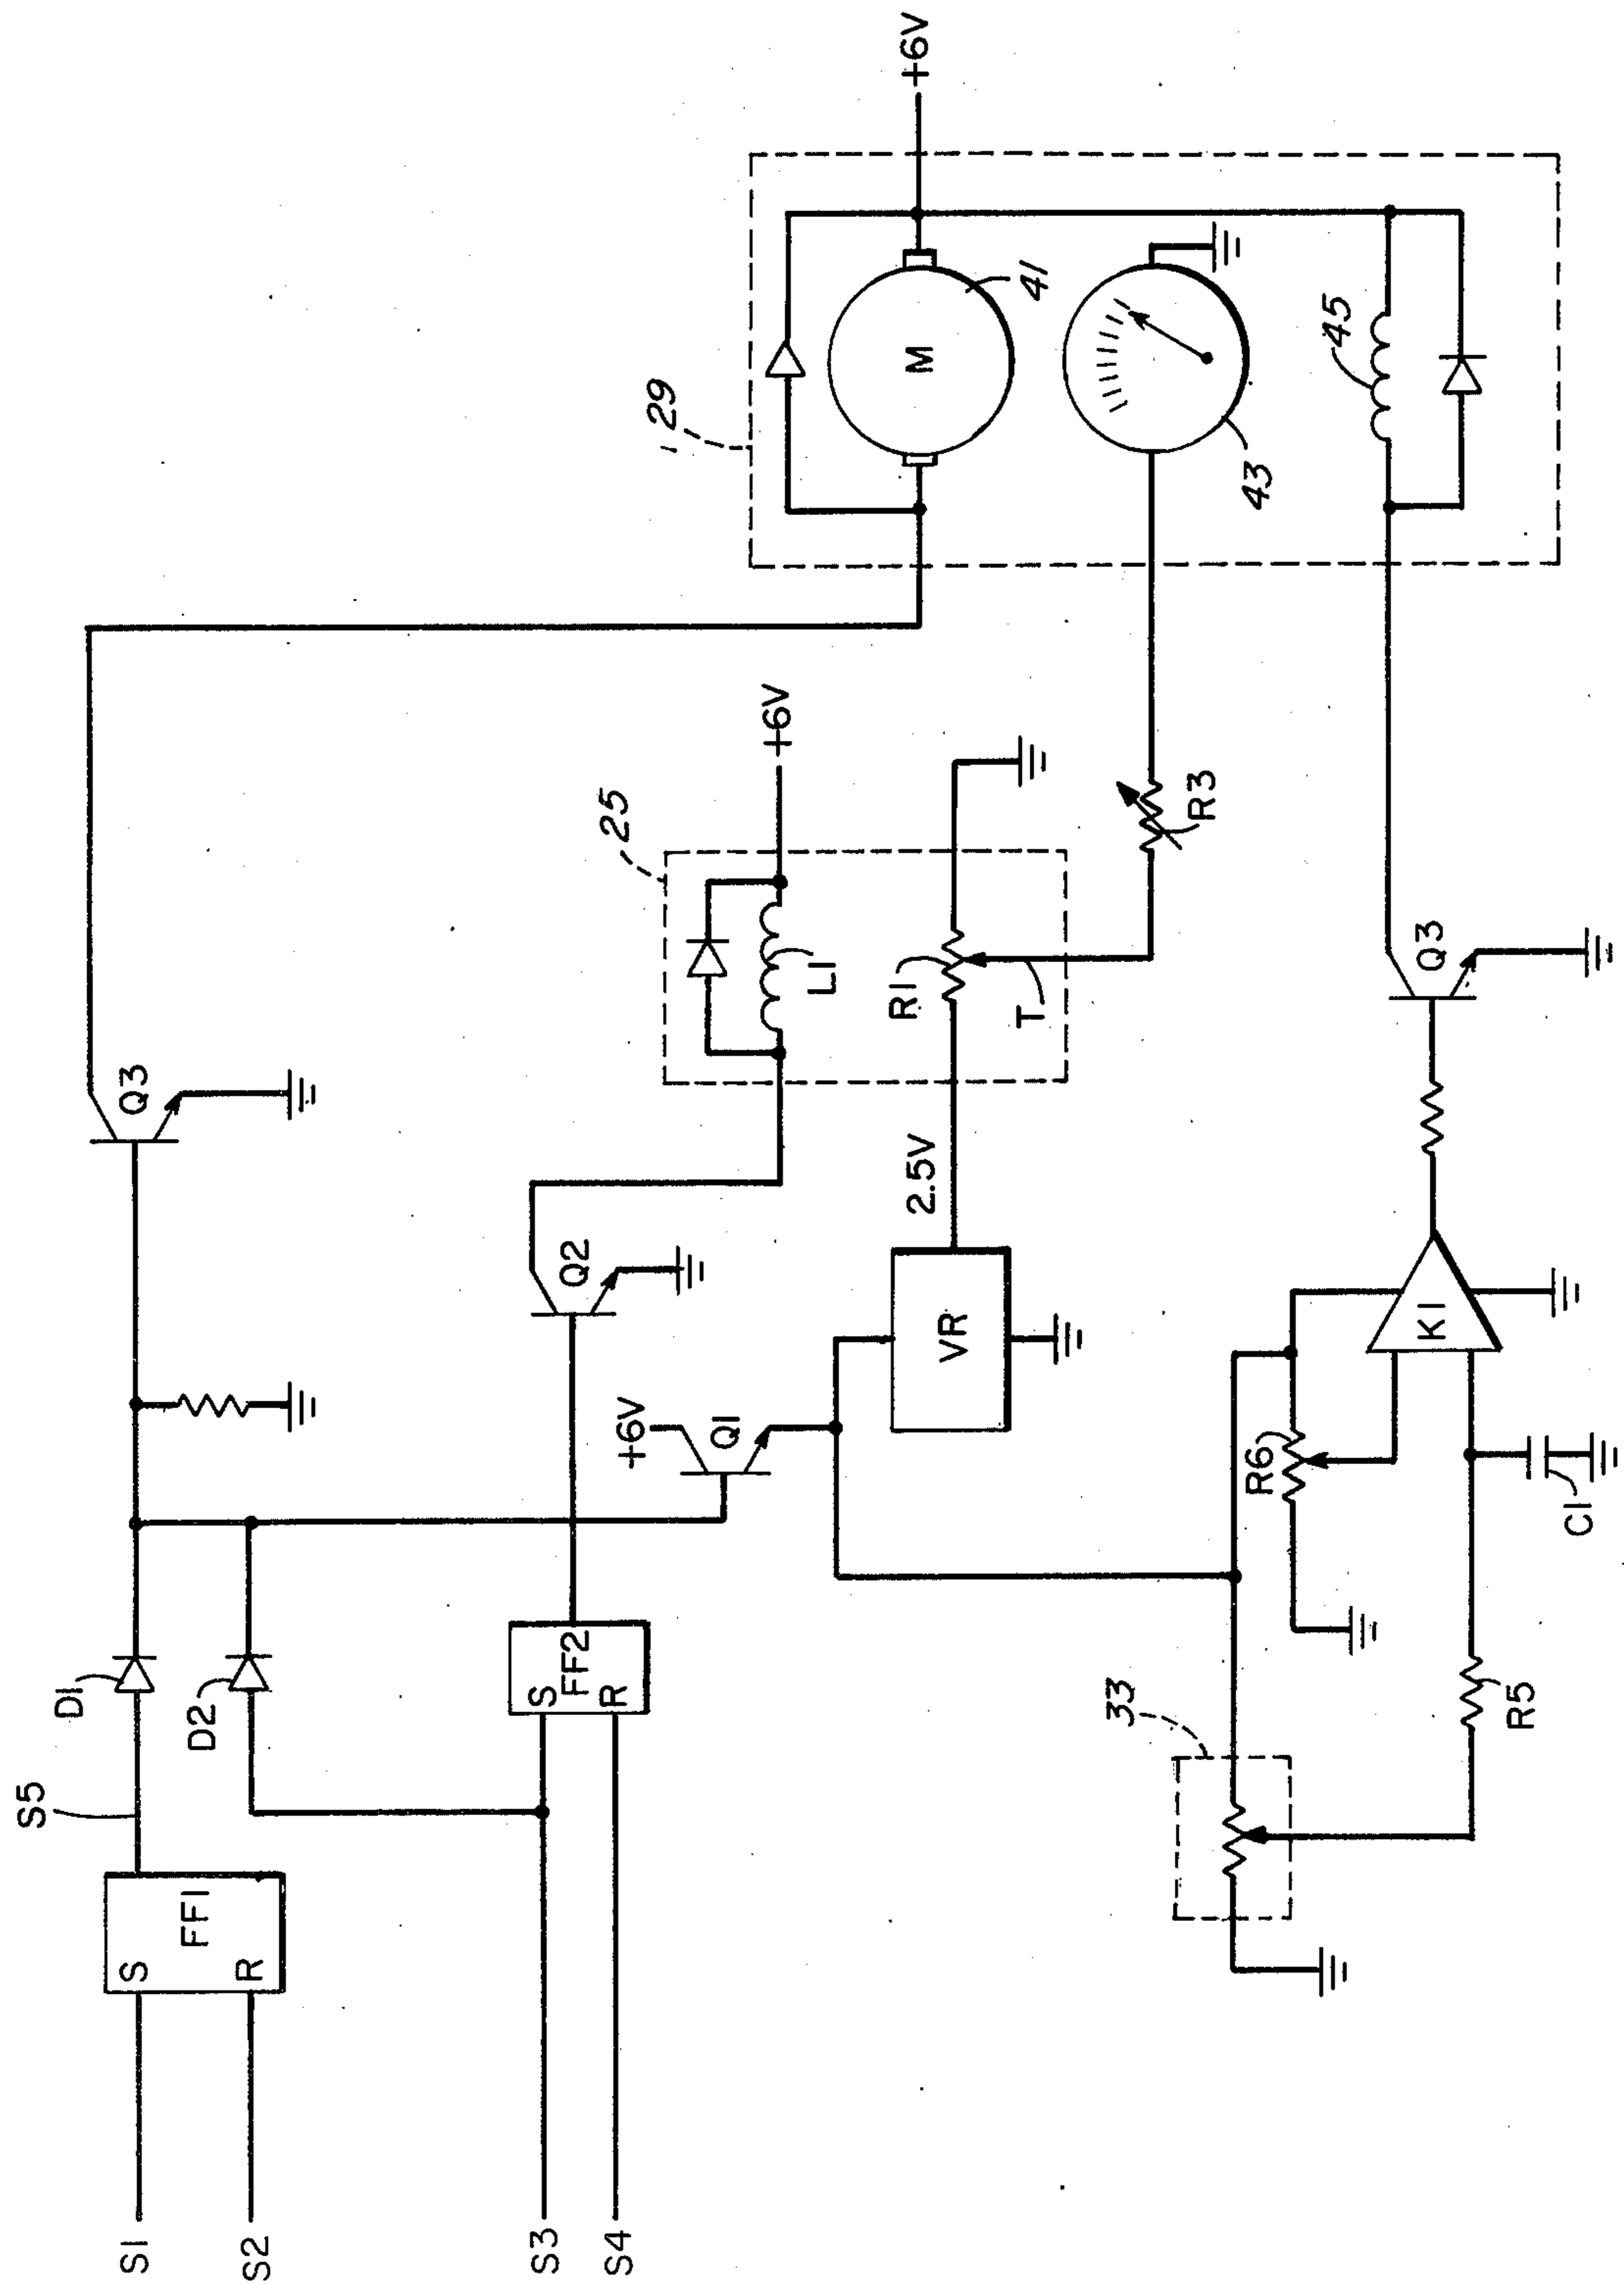 S1
S2
S
R
FF1
S5
D1
D2
S3
S4
S
R
FF2
Q3
Q2
+6V
Q1
25
L1
+6V
VR
2.5V
R1
T
R3
33
R5
R6
C1
K1
Q3
29
M
41
43
45
+6V